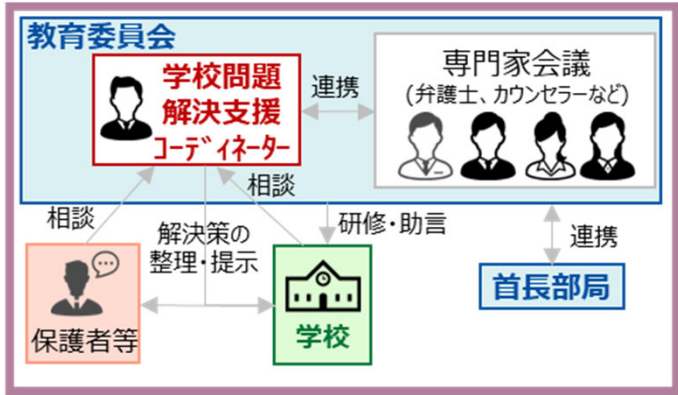 教育委員会
学校問題
解決支援
コーディネーター
連携
専門家会議
(弁護士、カウンセラーなど)
相談
相談
解決策の
整理・提示
研修・助言
連携
保護者等
学校
首長部局